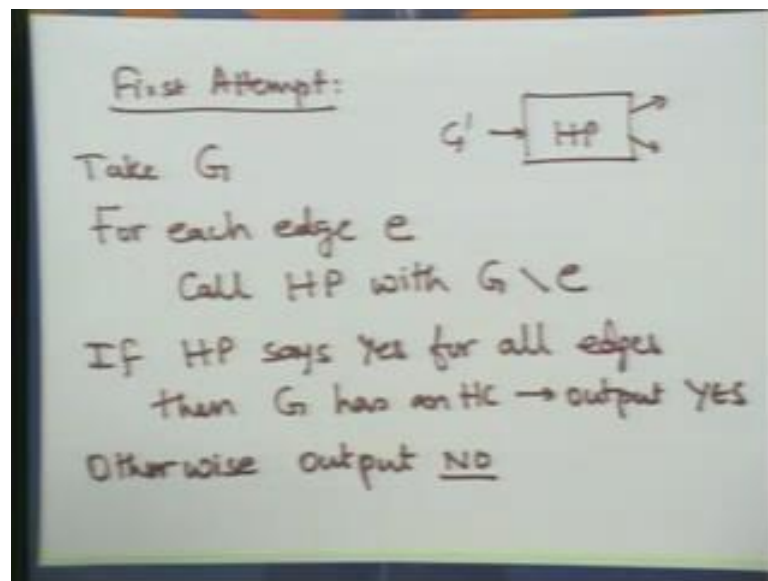 First Attempt:
G' → HP
Take G
For each edge e
Call HP with G \ e
If HP says Yes for all edges
then G has an HC → output YES
Otherwise output NO